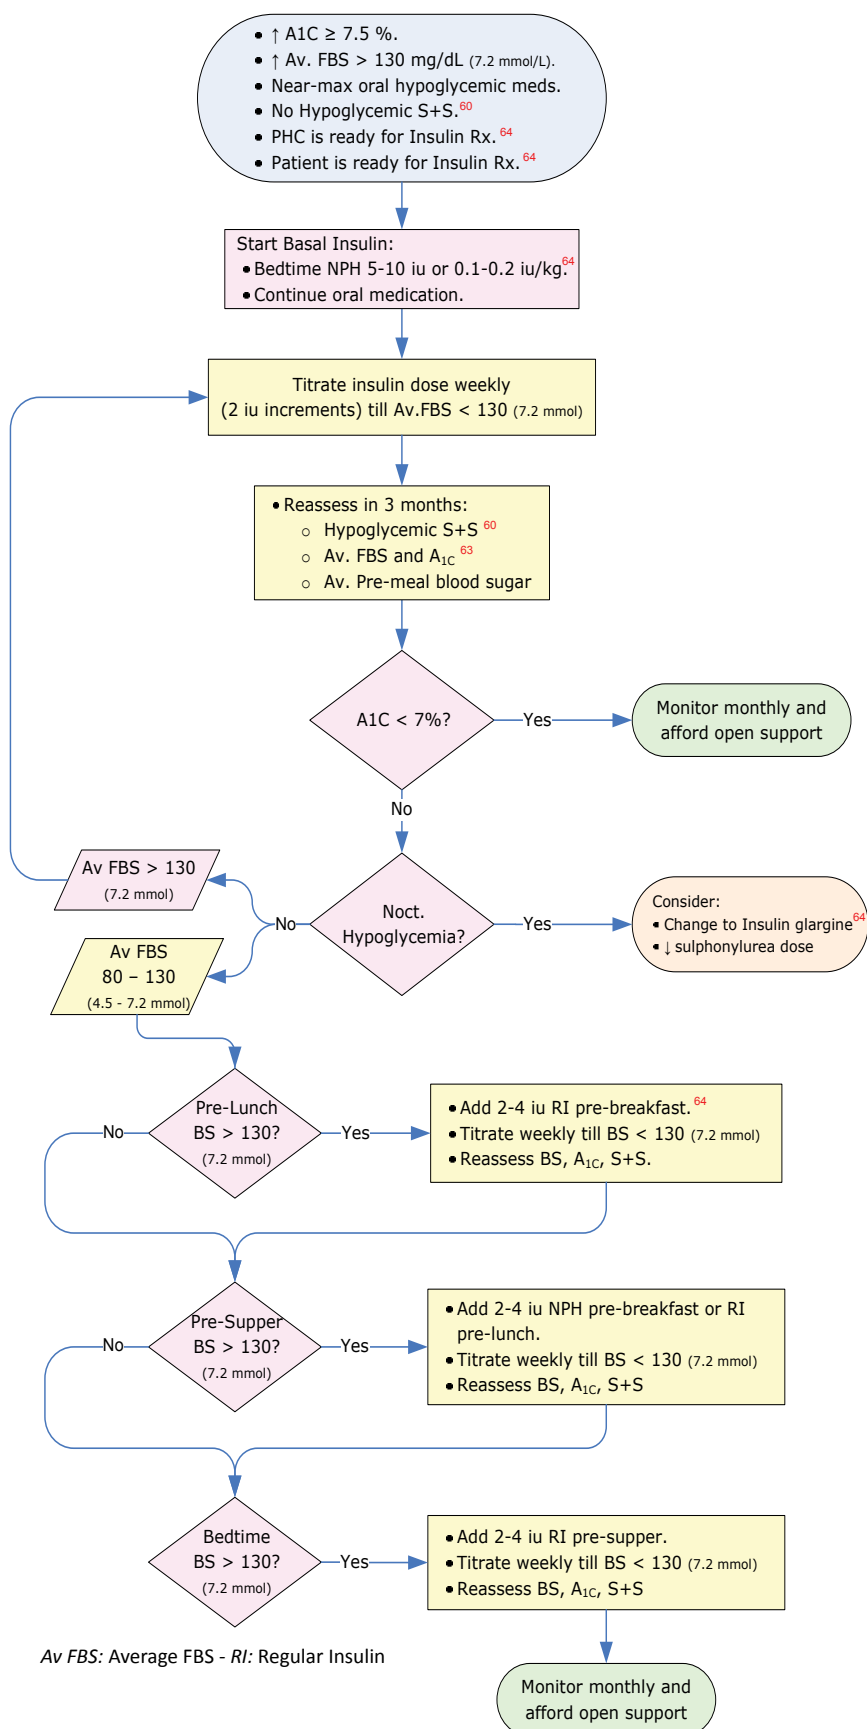 • ↑ A1C ≥ 7.5 %.
• ↑ Av. FBS > 130 mg/dL (7.2 mmol/L).
• Near-max oral hypoglycemic meds.
• No Hypoglycemic S+S.60
• PHC is ready for Insulin Rx. 64
• Patient is ready for Insulin Rx. 64
Start Basal Insulin:
• Bedtime NPH 5-10 iu or 0.1-0.2 iu/kg.64
• Continue oral medication.
Titrate insulin dose weekly
(2 iu increments) till Av.FBS < 130 (7.2 mmol)
• Reassess in 3 months:
o Hypoglycemic S+S 60
o Av. FBS and A1C 63
o Av. Pre-meal blood sugar
A1C < 7%?
Yes
Monitor monthly and
afford open support
No
Av FBS > 130
(7.2 mmol)
No
Noct.
Hypoglycemia?
Yes
Consider:
▪ Change to Insulin glargine64
▪ ↓ sulphonylurea dose
Av FBS
80 – 130
(4.5 - 7.2 mmol)
No
Pre-Lunch
BS > 130?
(7.2 mmol)
Yes
• Add 2-4 iu RI pre-breakfast. 64
• Titrate weekly till BS < 130 (7.2 mmol)
• Reassess BS, A1C, S+S.
No
Pre-Supper
BS > 130?
(7.2 mmol)
Yes
• Add 2-4 iu NPH pre-breakfast or RI
pre-lunch.
• Titrate weekly till BS < 130 (7.2 mmol)
• Reassess BS, A1C, S+S
Bedtime
BS > 130?
(7.2 mmol)
Yes
• Add 2-4 iu RI pre-supper.
• Titrate weekly till BS < 130 (7.2 mmol)
• Reassess BS, A1C, S+S
Av FBS: Average FBS - RI: Regular Insulin
Monitor monthly and
afford open support